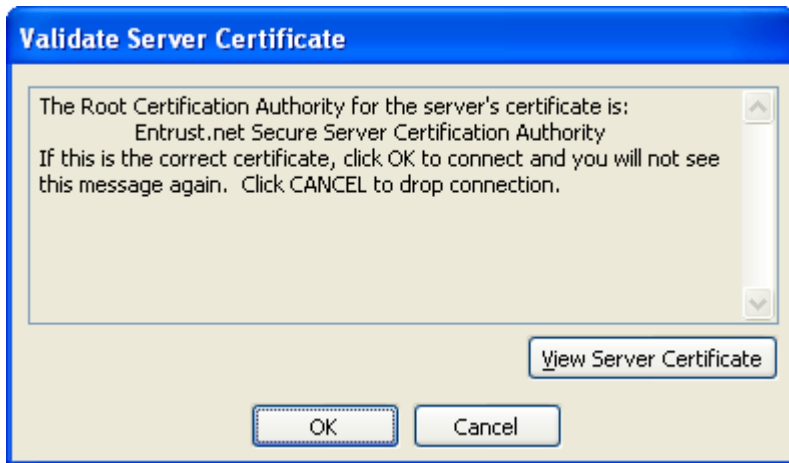 Validate Server Certificate
The Root Certification Authority for the server's certificate is:
Entrust.net Secure Server Certification Authority
If this is the correct certificate, click OK to connect and you will not see
this message again.  Click CANCEL to drop connection.
View Server Certificate
OK
Cancel